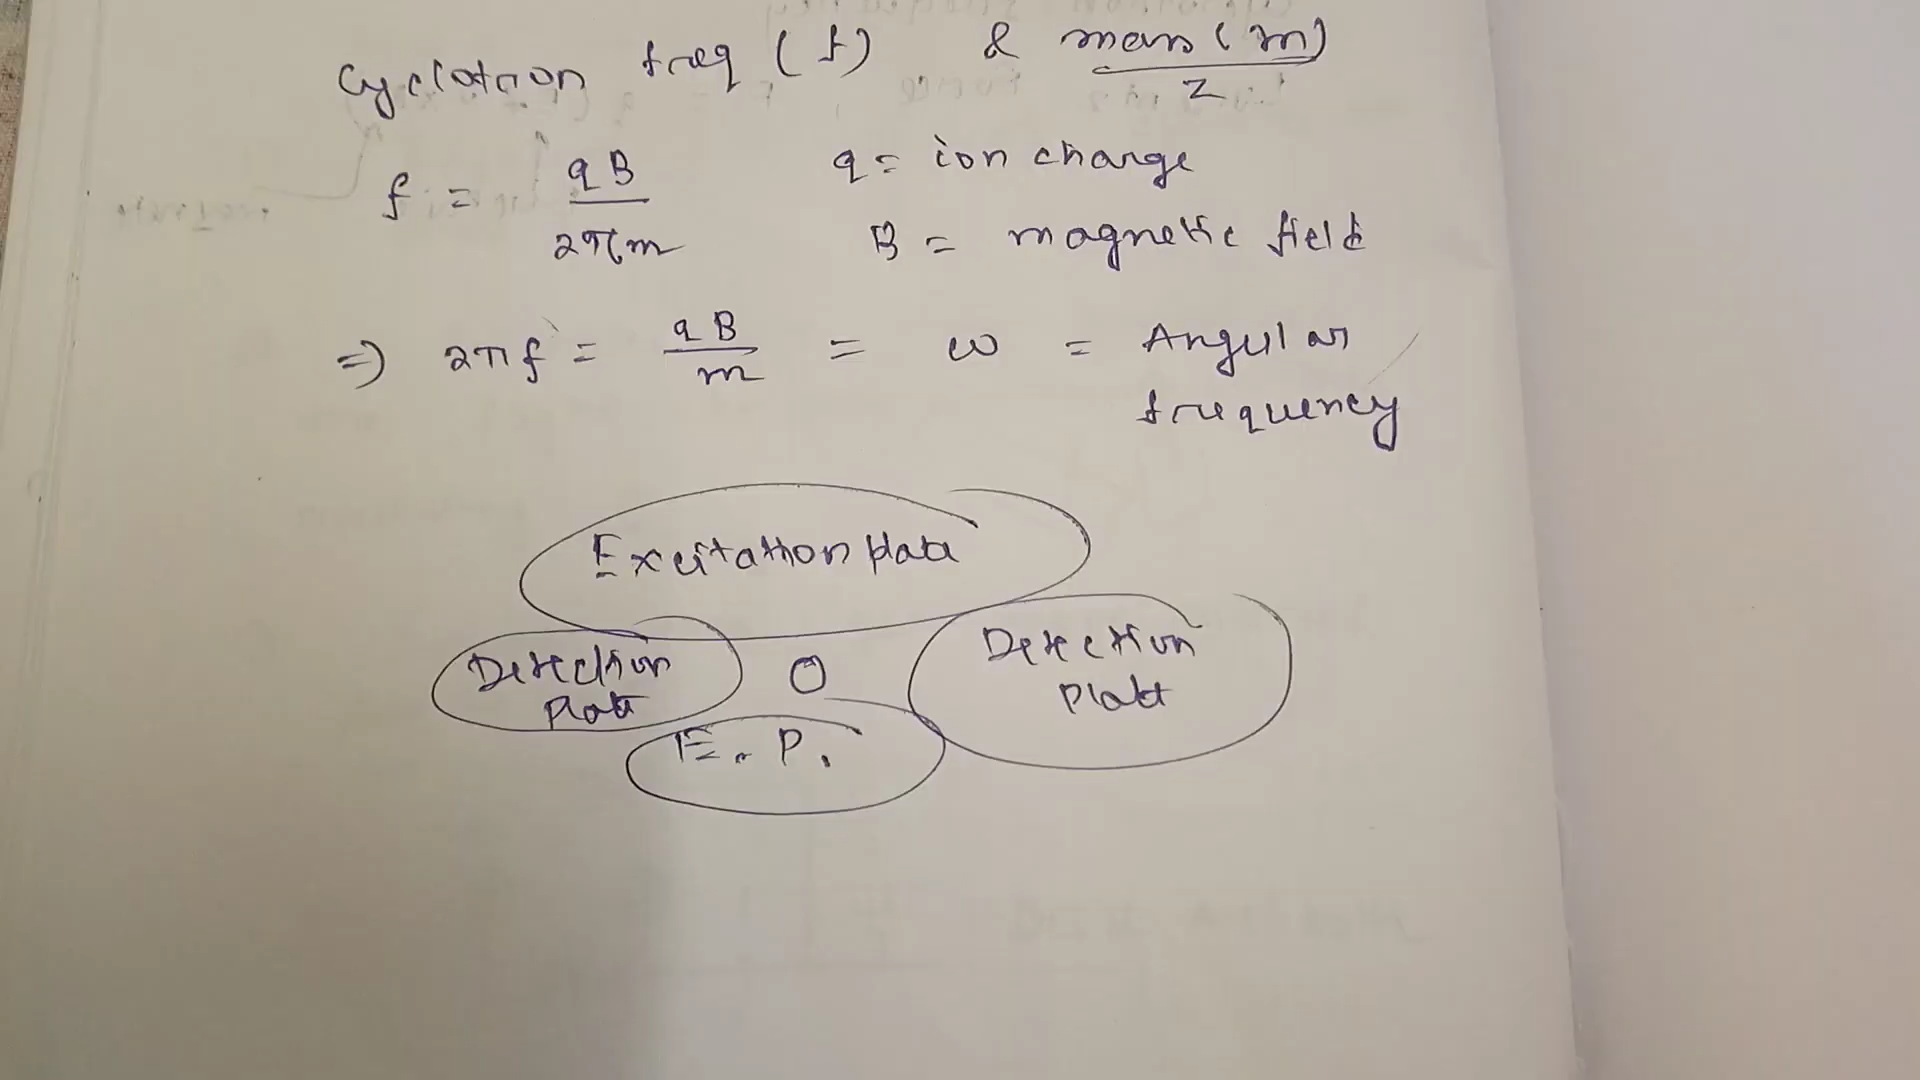 Cyclotron freq (f) & mass(m)/z
f = qB/2πm q = ion charge
B = magnetic field
=> 2πf = qB/m = ω = Angular
frequency
Excitation plate
Detection
plate
Detection
plate
E. P.